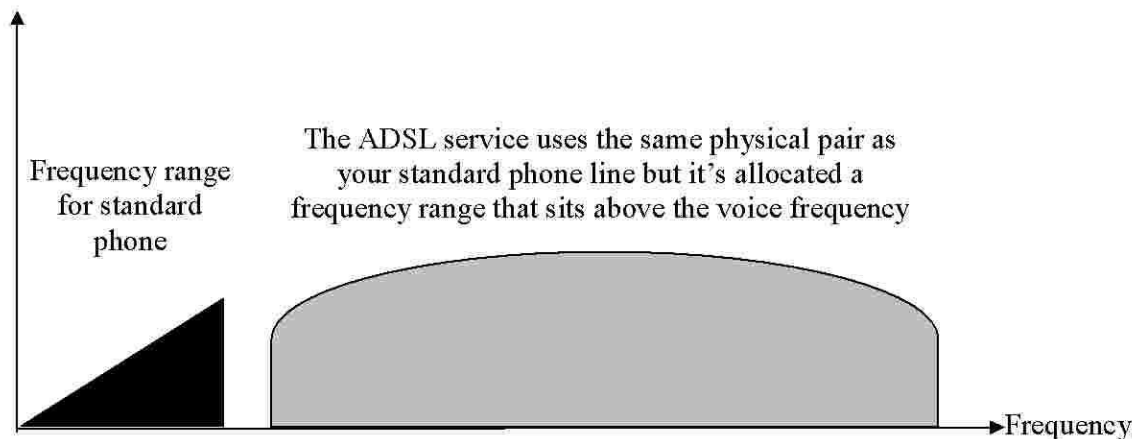 Frequency range
for standard
phone
The ADSL service uses the same physical pair as
your standard phone line but it's allocated a
frequency range that sits above the voice frequency
Frequency